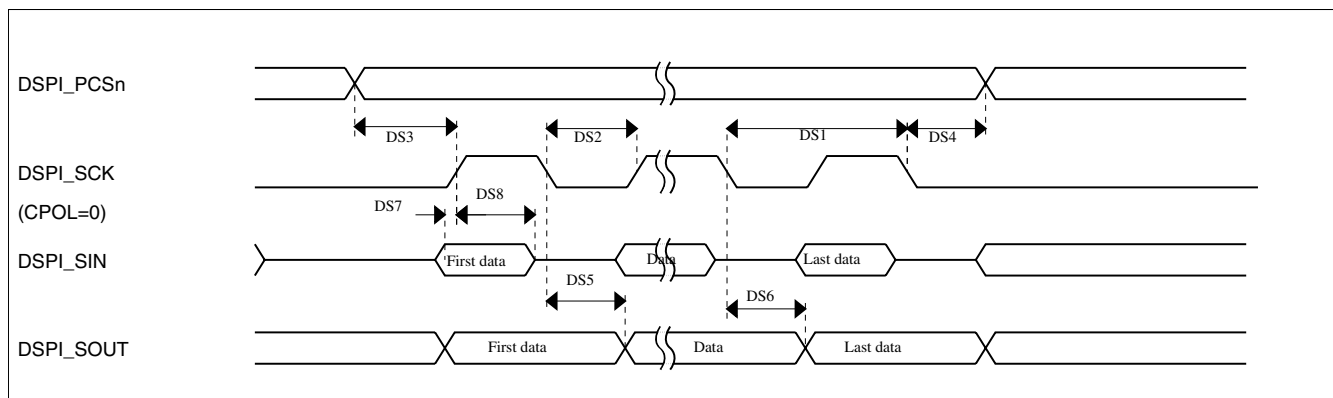 DSPI_PCSn
DS3
DS2
DS1
DS4
DSPI_SCK
(CPOL=0)
DS7
DS8
DSPI_SIN
First data
Data
Last data
DS5
DS6
DSPI_SOUT
First data
Data
Last data